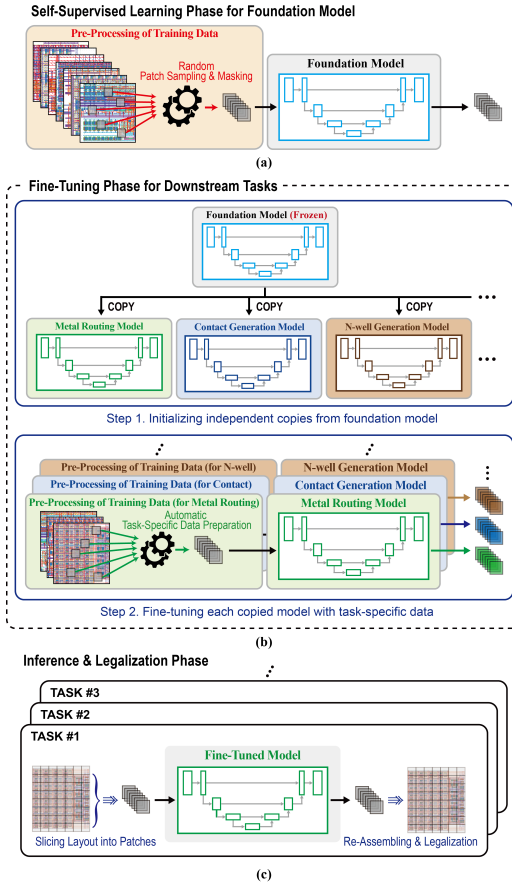 Self-Supervised Learning Phase for Foundation Model
Pre-Processing of Training Data
Random
Patch Sampling & Masking
Foundation Model
(a)
Fine-Tuning Phase for Downstream Tasks
Foundation Model (Frozen)
COPY
COPY
COPY
Metal Routing Model
Contact Generation Model
N-well Generation Model
Step 1. Initializing independent copies from foundation model
Pre-Processing of Training Data (for N-well)
N-well Generation Model
Pre-Processing of Training Data (for Contact)
Contact Generation Model
Pre-Processing of Training Data (for Metal Routing)
Metal Routing Model
Automatic
Task-Specific Data Preparation
Step 2. Fine-tuning each copied model with task-specific data
(b)
Inference & Legalization Phase
TASK #3
TASK #2
TASK #1
Fine-Tuned Model
Slicing Layout into Patches
Re-Assembling & Legalization
(c)